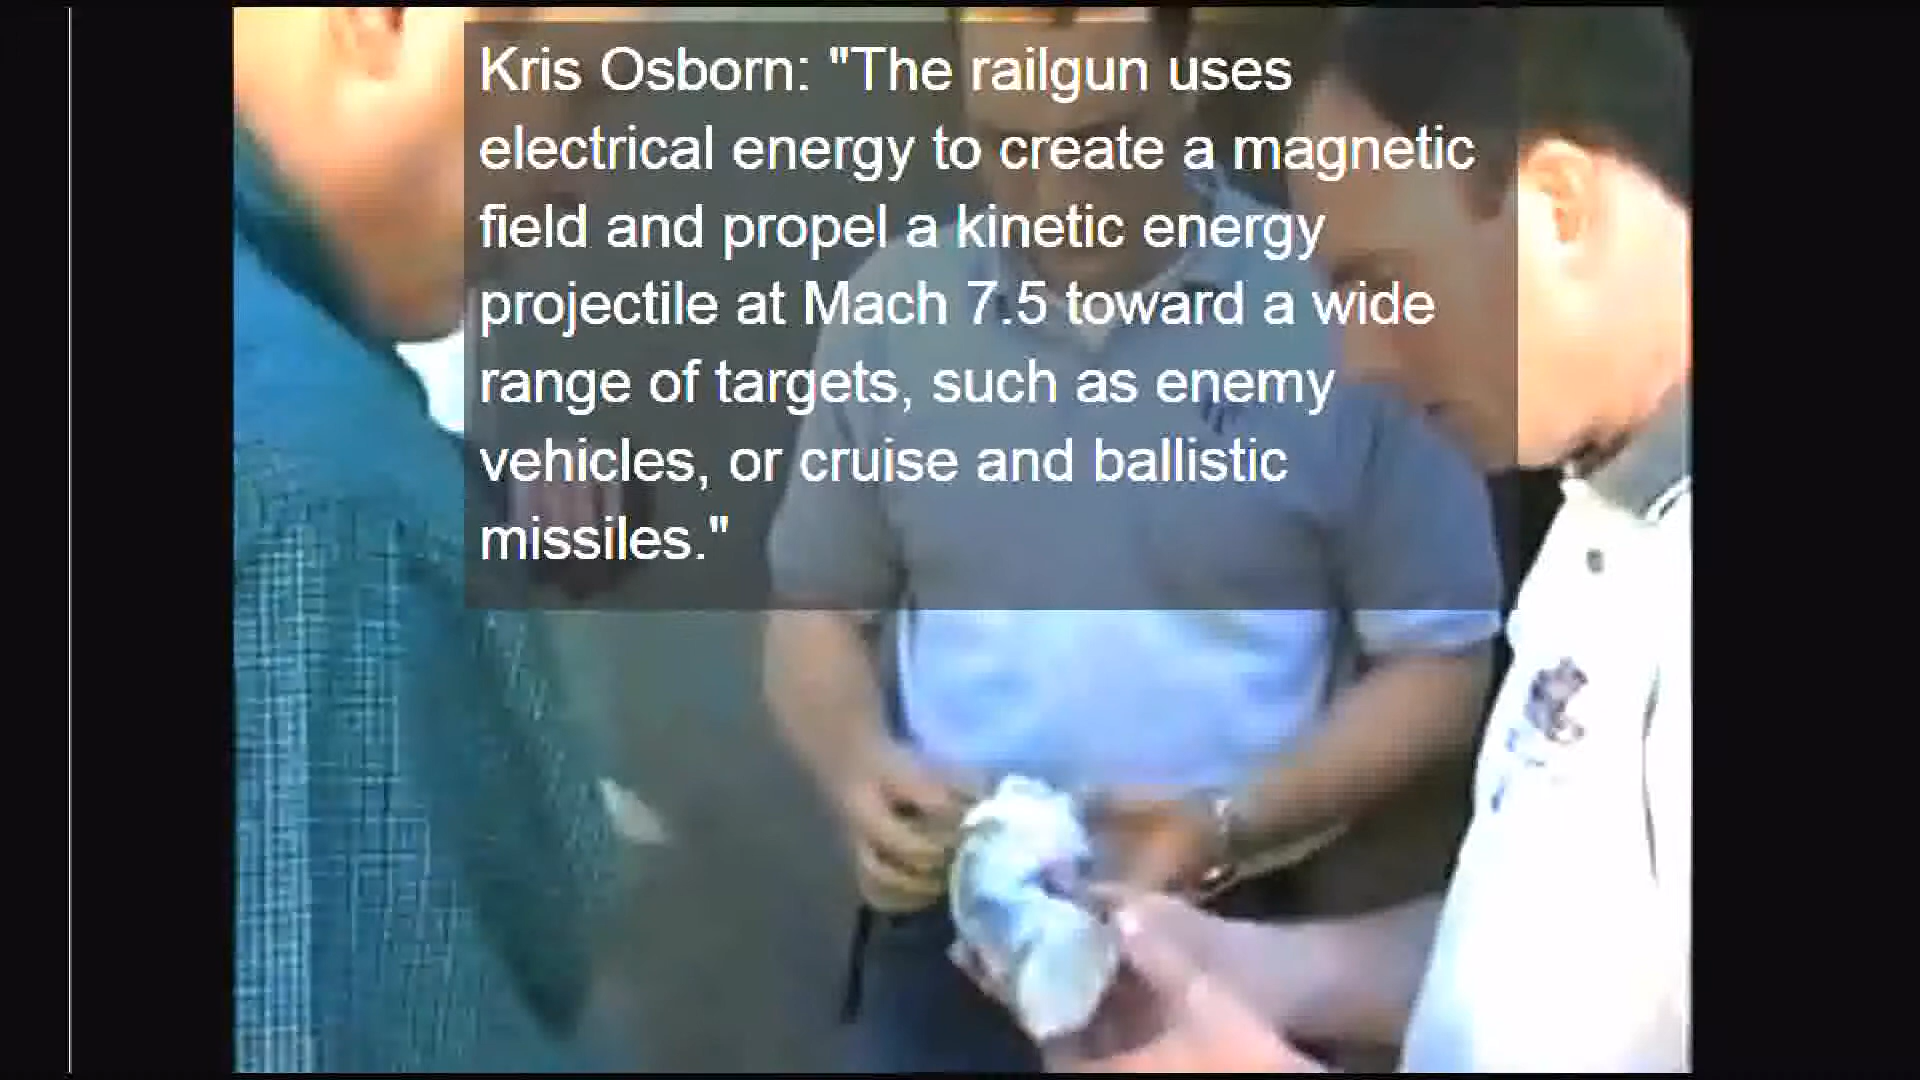 Kris Osborn: "The railgun uses
electrical energy to create a magnetic
field and propel a kinetic energy
projectile at Mach 7.5 toward a wide
range of targets, such as enemy
vehicles, or cruise and ballistic
missiles."